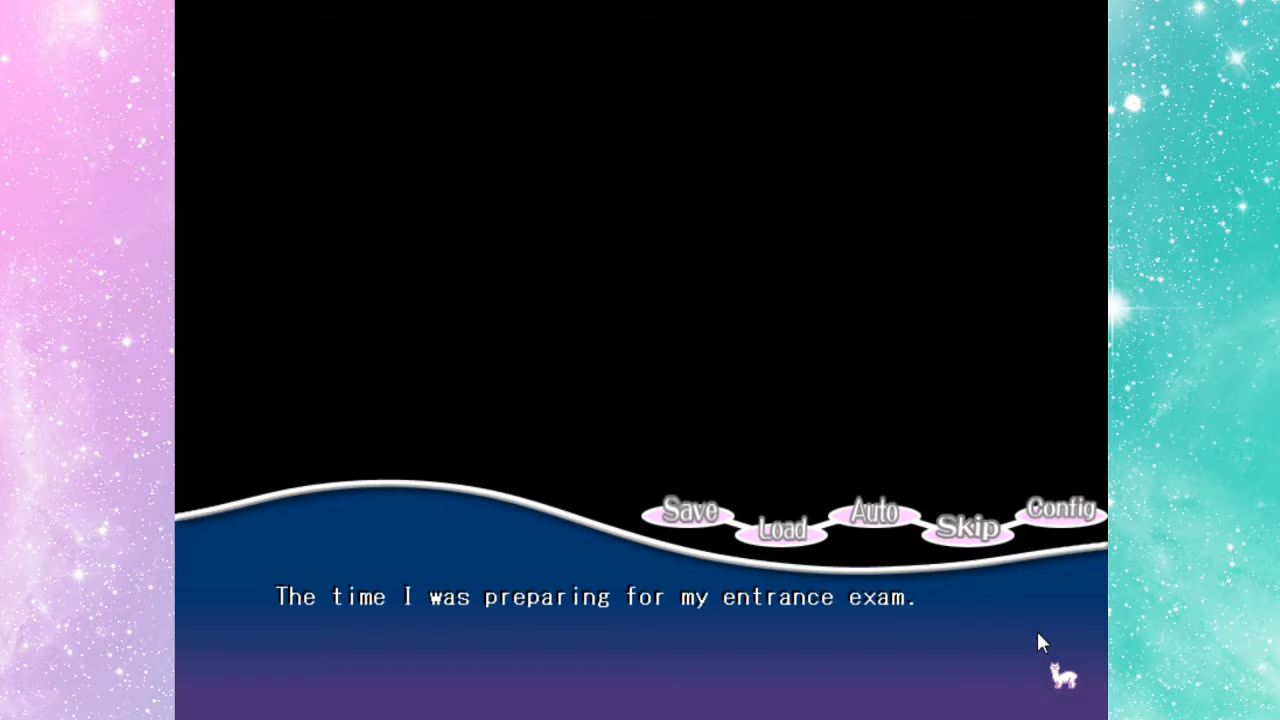 Save
Load
Auto
Skip
Config
The time I was preparing for my entrance exam.